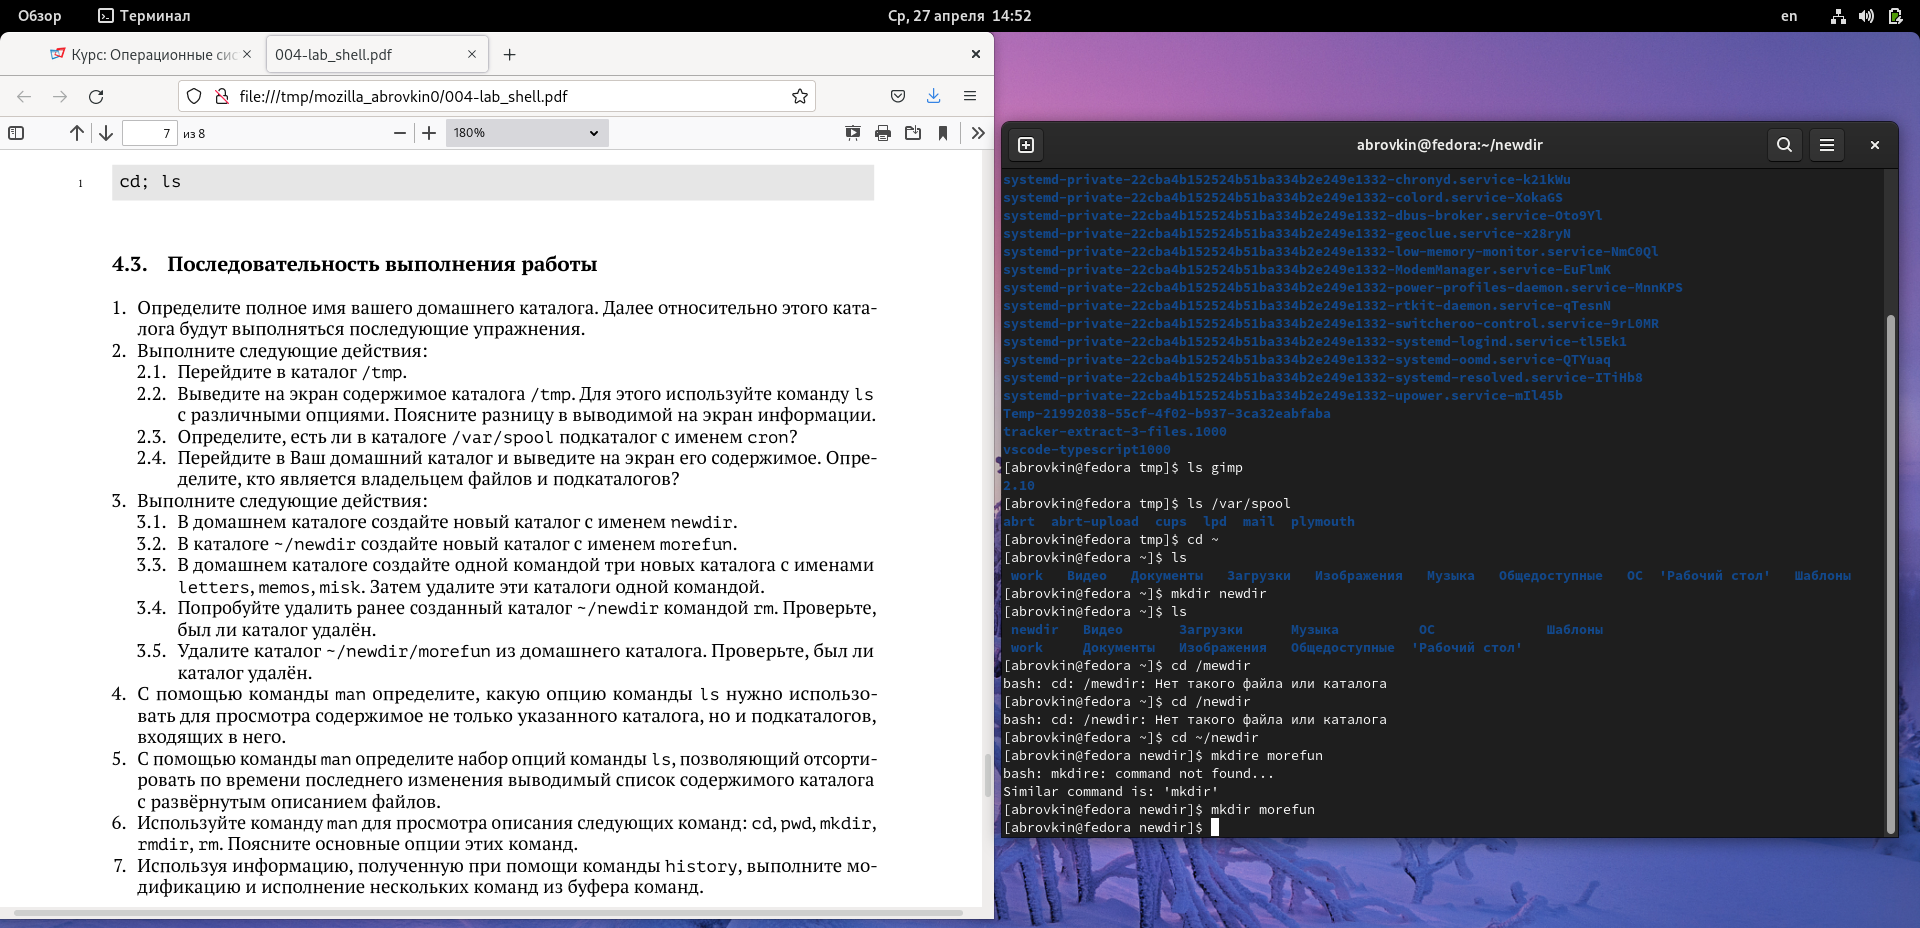 Обзор
Терминал
Ср, 27 апреля 14:52
en
Курс: Операционные сис
004-lab_shell.pdf
file:///tmp/mozilla_abrovkin0/004-lab_shell.pdf
7 из 8
180%
1 cd; ls
4.3. Последовательность выполнения работы
1. Определите полное имя вашего домашнего каталога. Далее относительно этого ката-
лога будут выполняться последующие упражнения.
2. Выполните следующие действия:
2.1. Перейдите в каталог /tmp.
2.2. Выведите на экран содержимое каталога /tmp. Для этого используйте команду ls
с различными опциями. Поясните разницу в выводимой на экран информации.
2.3. Определите, есть ли в каталоге /var/spool подкаталог с именем cron?
2.4. Перейдите в Ваш домашний каталог и выведите на экран его содержимое. Опре-
делите, кто является владельцем файлов и подкаталогов?
3. Выполните следующие действия:
3.1. В домашнем каталоге создайте новый каталог с именем newdir.
3.2. В каталоге ~/newdir создайте новый каталог с именем morefun.
3.3. В домашнем каталоге создайте одной командой три новых каталога с именами
letters, memos, misk. Затем удалите эти каталоги одной командой.
3.4. Попробуйте удалить ранее созданный каталог ~/newdir командой rm. Проверьте,
был ли каталог удалён.
3.5. Удалите каталог ~/newdir/morefun из домашнего каталога. Проверьте, был ли
каталог удалён.
4. С помощью команды man определите, какую опцию команды ls нужно использо-
вать для просмотра содержимое не только указанного каталога, но и подкаталогов,
входящих в него.
5. С помощью команды man определите набор опций команды ls, позволяющий отсорти-
ровать по времени последнего изменения выводимый список содержимого каталога
с развёрнутым описанием файлов.
6. Используйте команду man для просмотра описания следующих команд: cd, pwd, mkdir,
rmdir, rm. Поясните основные опции этих команд.
7. Используя информацию, полученную при помощи команды history, выполните мо-
дификацию и исполнение нескольких команд из буфера команд.
abrovkin@fedora:~/newdir
systemd-private-22cba4b152524b51ba334b2e249e1332-chronyd.service-k21kWu
systemd-private-22cba4b152524b51ba334b2e249e1332-colord.service-XokaGS
systemd-private-22cba4b152524b51ba334b2e249e1332-dbus-broker.service-Oto9Yl
systemd-private-22cba4b152524b51ba334b2e249e1332-geoclue.service-x28ryN
systemd-private-22cba4b152524b51ba334b2e249e1332-low-memory-monitor.service-NmC0Ql
systemd-private-22cba4b152524b51ba334b2e249e1332-ModemManager.service-EuFlmK
systemd-private-22cba4b152524b51ba334b2e249e1332-power-profiles-daemon.service-MnnKPS
systemd-private-22cba4b152524b51ba334b2e249e1332-rtkit-daemon.service-qTesnN
systemd-private-22cba4b152524b51ba334b2e249e1332-switcheroo-control.service-9rL0MR
systemd-private-22cba4b152524b51ba334b2e249e1332-systemd-logind.service-tl5Ek1
systemd-private-22cba4b152524b51ba334b2e249e1332-systemd-oomd.service-QTYuaq
systemd-private-22cba4b152524b51ba334b2e249e1332-systemd-resolved.service-ITiHb8
systemd-private-22cba4b152524b51ba334b2e249e1332-upower.service-mIl45b
Temp-21992038-55cf-4f02-b937-3ca32eabfaba
tracker-extract-3-files.1000
vscode-typescript1000
[abrovkin@fedora tmp]$ ls gimp
2.10
[abrovkin@fedora tmp]$ ls /var/spool
abrt abrt-upload cups lpd mail plymouth
[abrovkin@fedora tmp]$ cd ~
[abrovkin@fedora ~]$ ls
work Видео Документы Загрузки Изображения Музыка Общедоступные ОС 'Рабочий стол' Шаблоны
[abrovkin@fedora ~]$ mkdir newdir
[abrovkin@fedora ~]$ ls
newdir Видео Загрузки Музыка ОС Шаблоны
work Документы Изображения Общедоступные 'Рабочий стол'
[abrovkin@fedora ~]$ cd /mewdir
bash: cd: /mewdir: Нет такого файла или каталога
[abrovkin@fedora ~]$ cd /newdir
bash: cd: /newdir: Нет такого файла или каталога
[abrovkin@fedora ~]$ cd ~/newdir
[abrovkin@fedora newdir]$ mkdire morefun
bash: mkdire: command not found...
Similar command is: 'mkdir'
[abrovkin@fedora newdir]$ mkdir morefun
[abrovkin@fedora newdir]$